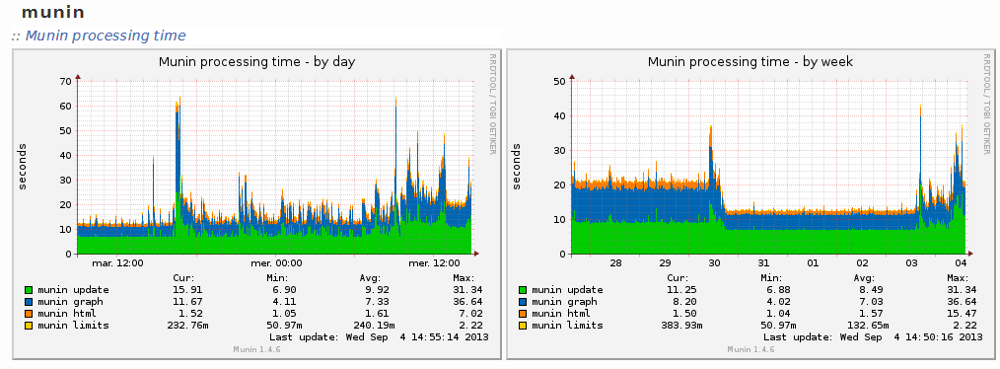 munin
:: Munin processing time
Munin processing time - by day
RRDTOOL / TOBI OETIKER
seconds
70
60
50
40
30
20
10
0
mar. 12:00 mer. 00:00 mer. 12:00
Cur: Min: Avg: Max:
munin update 15.91 6.90 9.92 31.34
munin graph 11.67 4.11 7.33 36.64
munin html 1.52 1.05 1.61 7.02
munin limits 232.76m 50.97m 240.19m 2.22
Last update: Wed Sep 4 14:55:14 2013
Munin 1.4.6
Munin processing time - by week
RRDTOOL / TOBI OETIKER
seconds
50
40
30
20
10
0
28 29 30 31 01 02 03 04
Cur: Min: Avg: Max:
munin update 11.25 6.88 8.49 31.34
munin graph 8.20 4.02 7.03 36.64
munin html 1.50 1.04 1.57 15.47
munin limits 383.93m 50.97m 132.65m 2.22
Last update: Wed Sep 4 14:50:16 2013
Munin 1.4.6